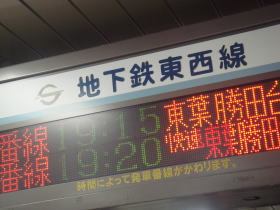 地下鉄東西線
番線 19:15 東葉勝田台
番線 19:20 快速 東葉勝田
時間によって発車番線がかわります。